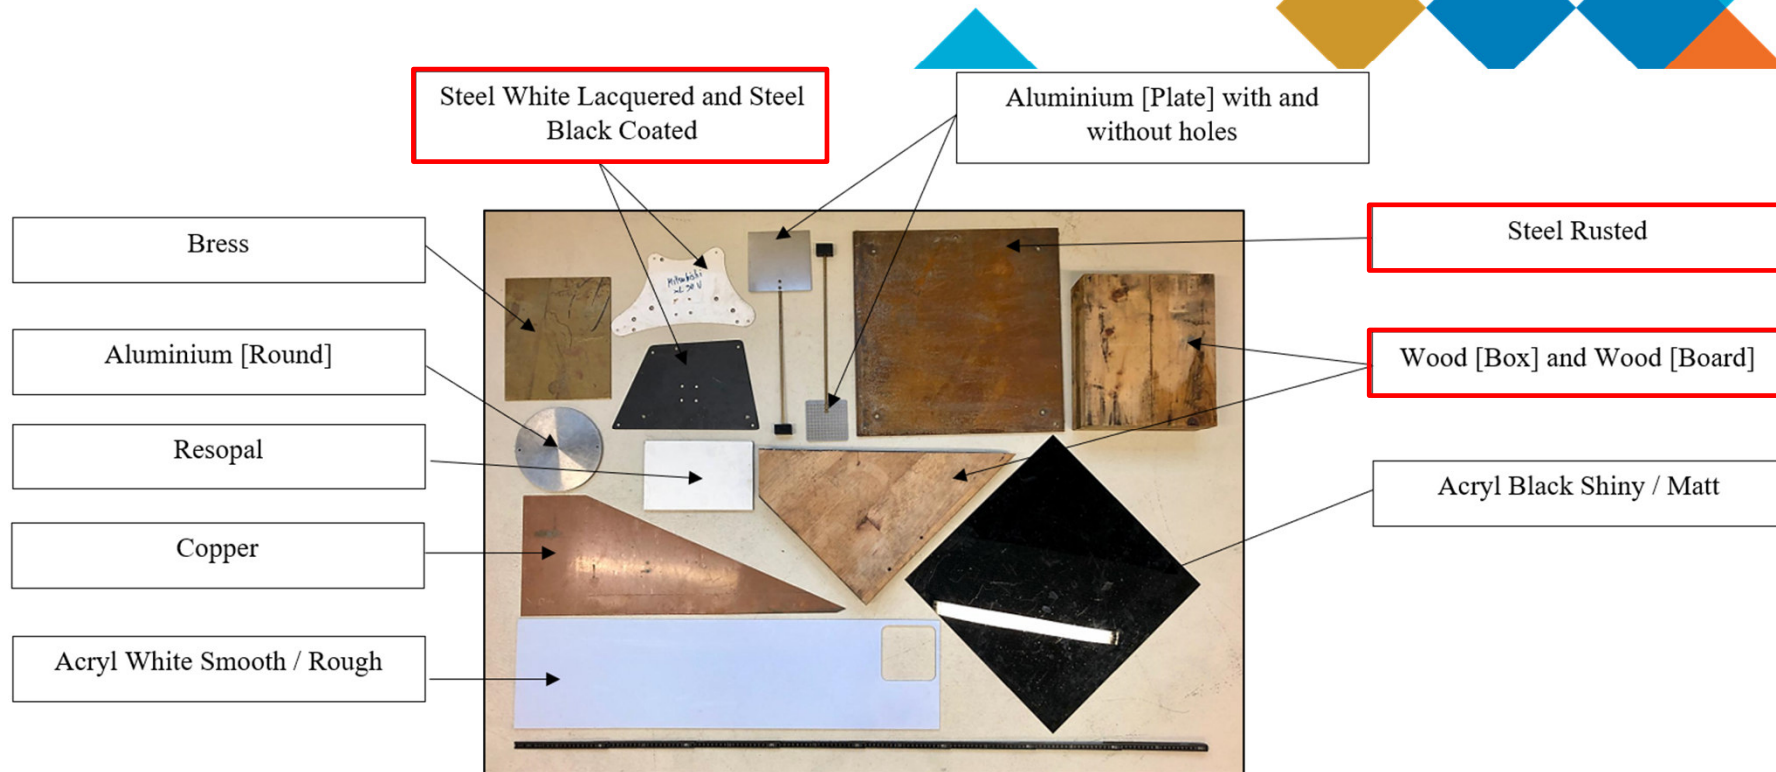 Steel White Lacquered and Steel
Black Coated
Aluminium [Plate] with and
without holes
Bress
Steel Rusted
Aluminium [Round]
Wood [Box] and Wood [Board]
Resopal
Acryl Black Shiny / Matt
Copper
Acryl White Smooth / Rough
Mitsubishi